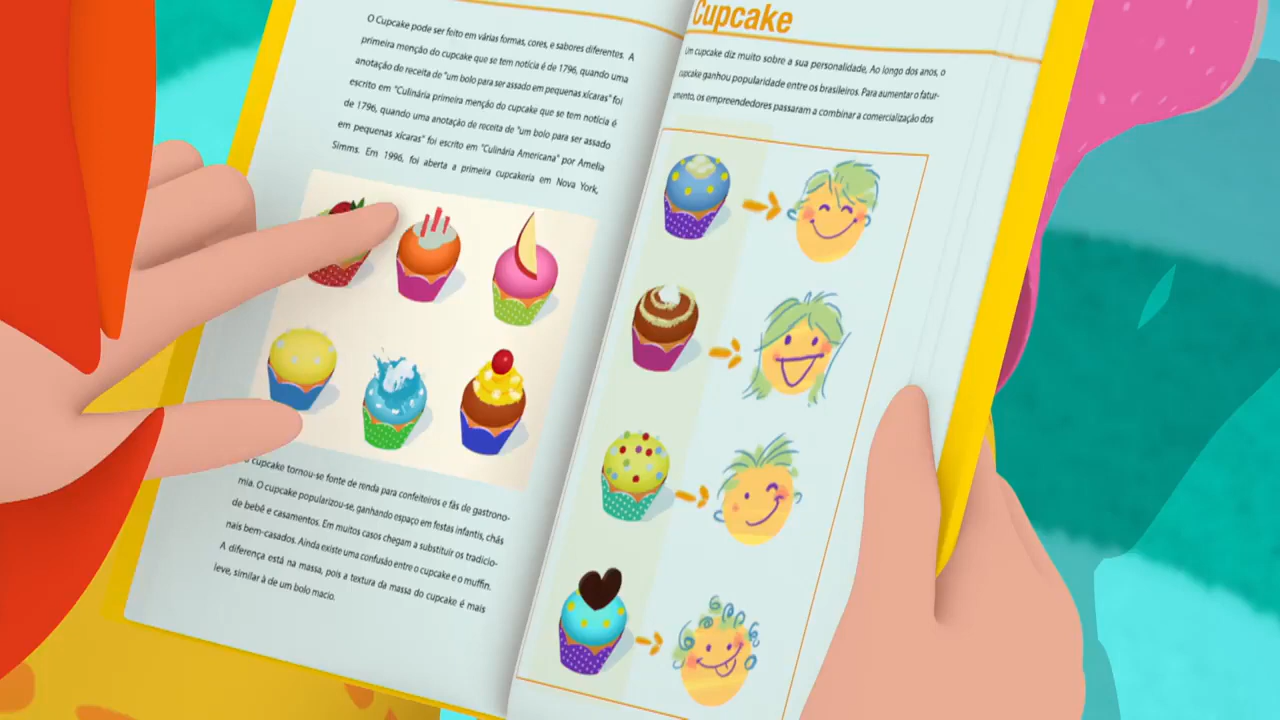 O Cupcake pode ser feito em várias formas, cores, e sabores diferentes. A
primeira menção do cupcake que se tem notícia é de 1796, quando uma
anotação de receita de "um bolo para ser assado em pequenas xícaras" foi
escrito em "Culinária primeira menção do cupcake que se tem notícia é
de 1796, quando uma anotação de receita de "um bolo para ser assado
em pequenas xícaras" foi escrito em "Culinária Americana" por Amelia
Simms. Em 1996, foi aberta a primeira cupcakeria em Nova York,
cupcake tornou-se fonte de renda para confeiteiros e fãs de gastrono-
mia. O cupcake popularizou-se, ganhando espaço em festas infantis, chás
de bebê e casamentos. Em muitos casos chegam a substituir os tradicio-
nais bem-casados. Ainda existe uma confusão entre o cupcake e o muffin.
A diferença está na massa, pois a textura da massa do cupcake é mais
leve, similar à de um bolo macio.
Cupcake
Um cupcake diz muito sobre a sua personalidade. Ao longo dos anos, o
cupcake ganhou popularidade entre os brasileiros. Para aumentar o fatur-
amento, os empreendedores passaram a combinar a comercialização dos